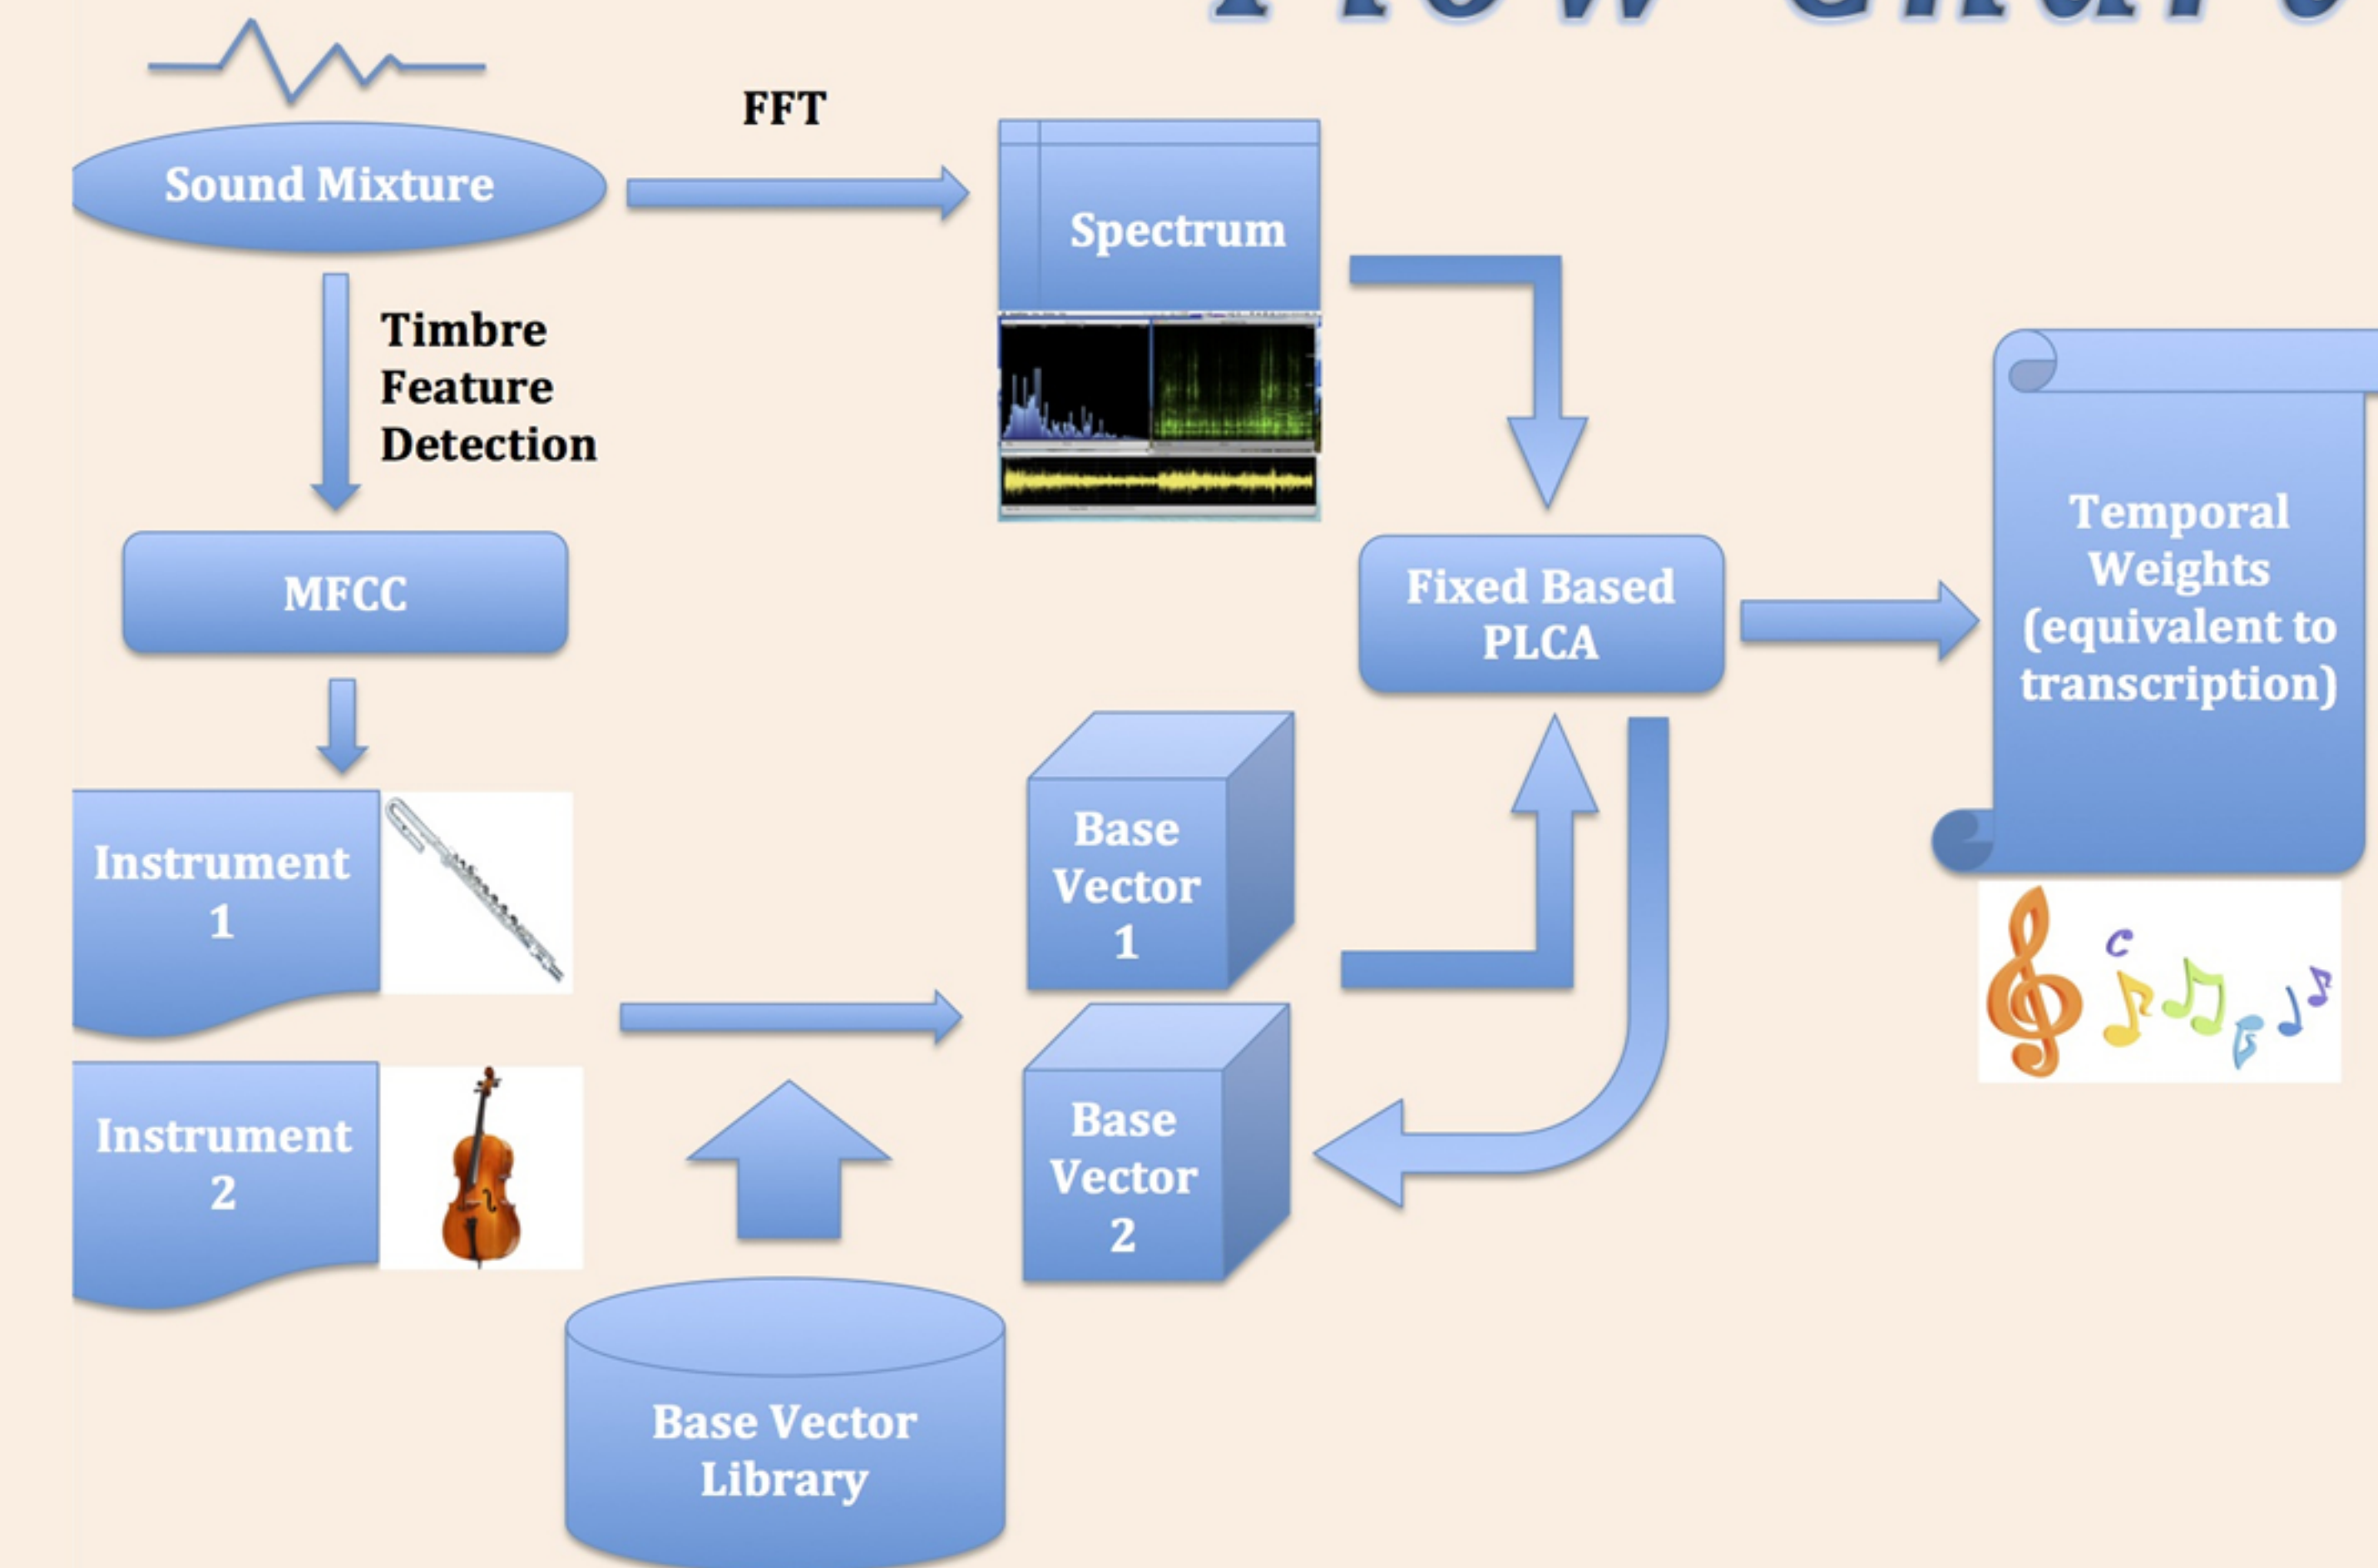 FFT
Sound Mixture
Spectrum
Timbre
Feature
Detection
MFCC
Fixed Based
PLCA
Temporal
Weights
(equivalent to
transcription)
Instrument
1
Base
Vector
1
Instrument
2
Base
Vector
2
Base Vector
Library